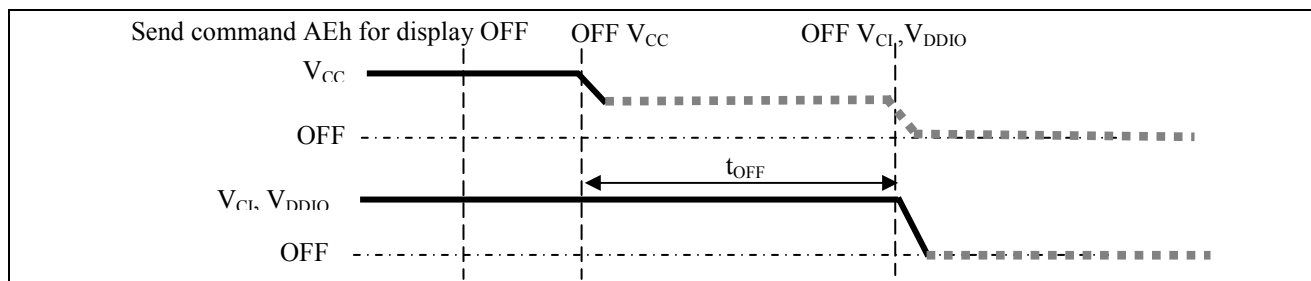 Send command AEh for display OFF OFF VCC OFF VCI, VDDIO
VCC
OFF
tOFF
VCI, VDDIO
OFF